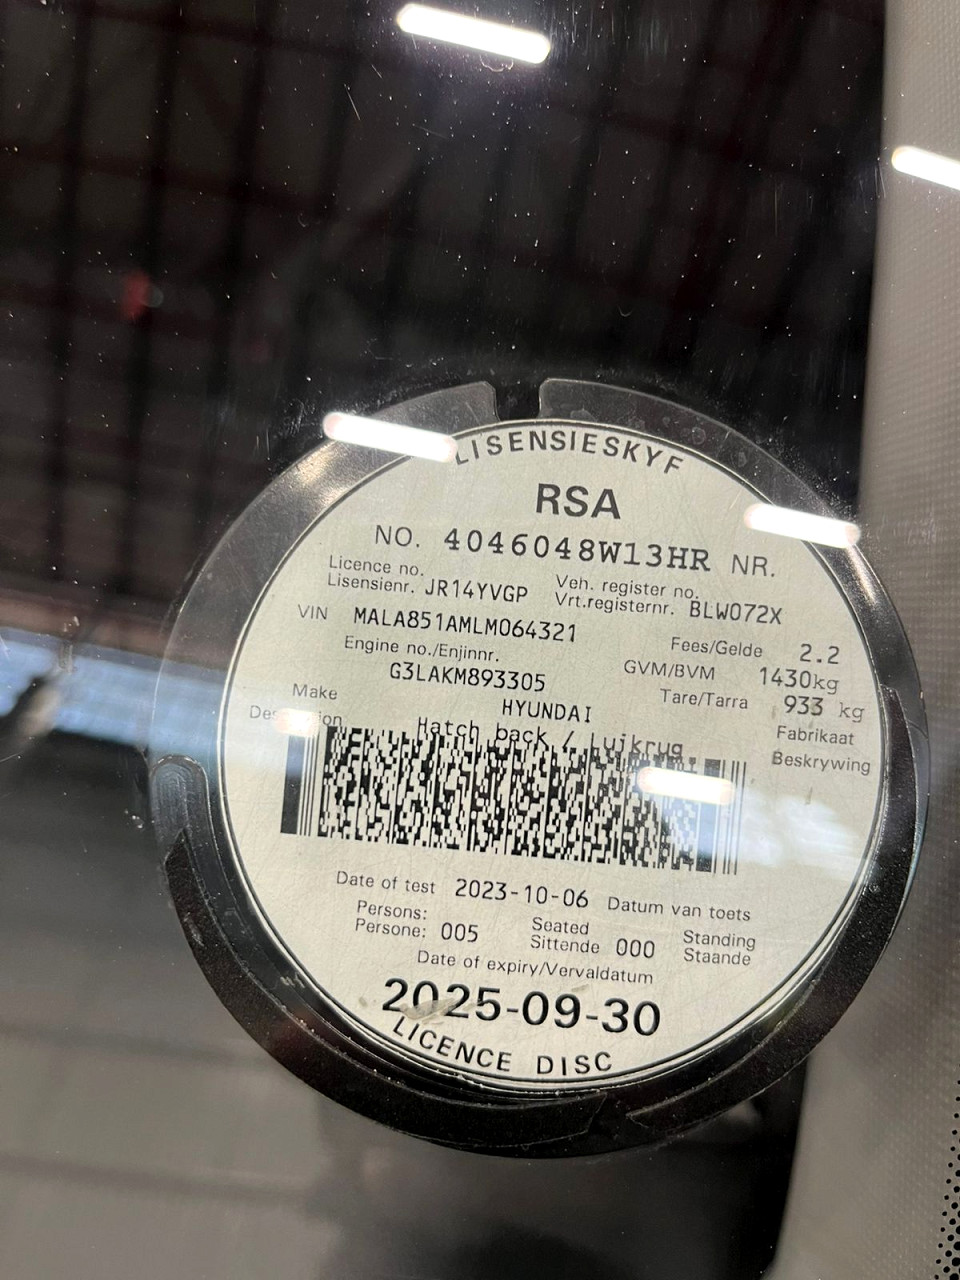 LISENSIESKYF
RSA
NO. 4046048W13HR NR.
Licence no. Veh. register no.
Lisensienr. JR14YVGP Vrt.registernr. BLW072X
VIN MALA851AMLM064321 Fees/Gelde 2.2
Engine no./Enjinnr. GVM/BVM 1430kg
G3LAKM893305 Tare/Tarra 933 kg
Make HYUNDAI Fabrikaat
Hatch back / Luikrug Beskrywing
Date of test 2023-10-06 Datum van toets
Persons: Seated Standing
Persone: 005 Sittende 000 Staande
Date of expiry/Vervaldatum
2025-09-30
LICENCE DISC